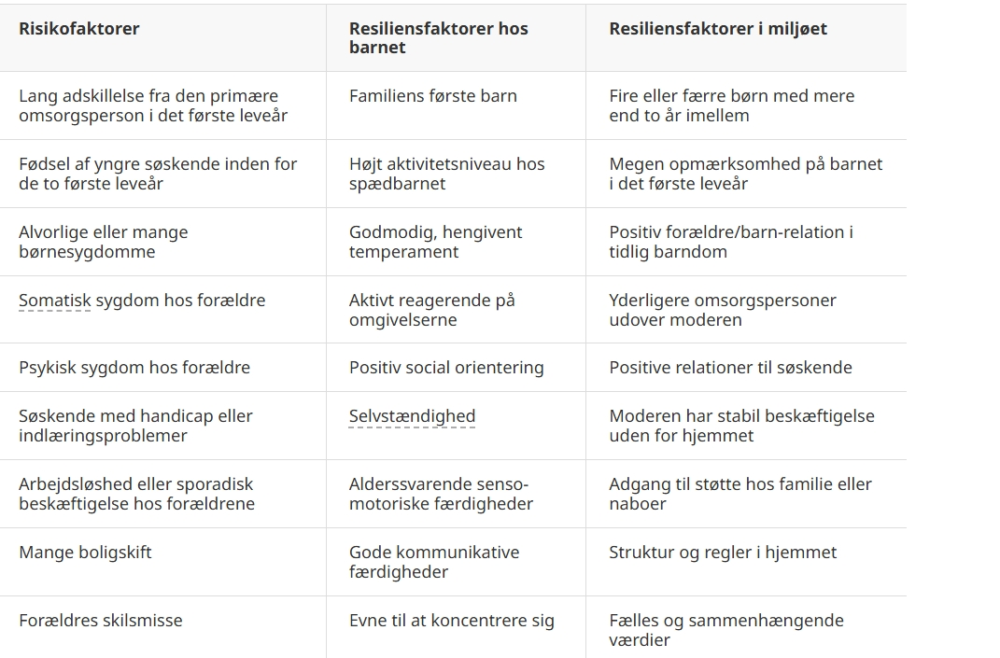 Risikofaktorer
Resiliensfaktorer hos
barnet
Resiliensfaktorer i miljøet
Lang adskillelse fra den primære
omsorgsperson i det første leveår
Familiens første barn
Fire eller færre børn med mere
end to år imellem
Fødsel af yngre søskende inden for
de to første leveår
Højt aktivitetsniveau hos
spædbarnet
Megen opmærksomhed på barnet
i det første leveår
Alvorlige eller mange
børnesygdomme
Godmodig, hengivent
temperament
Positiv forældre/barn-relation i
tidlig barndom
Somatisk sygdom hos forældre
Aktivt reagerende på
omgivelserne
Yderligere omsorgspersoner
udover moderen
Psykisk sygdom hos forældre
Positiv social orientering
Positive relationer til søskende
Søskende med handicap eller
indlæringsproblemer
Selvstændighed
Moderen har stabil beskæftigelse
uden for hjemmet
Arbejdsløshed eller sporadisk
beskæftigelse hos forældrene
Alderssvarende senso-
motoriske færdigheder
Adgang til støtte hos familie eller
naboer
Mange boligskift
Gode kommunikative
færdigheder
Struktur og regler i hjemmet
Forældres skilsmisse
Evne til at koncentrere sig
Fælles og sammenhængende
værdier